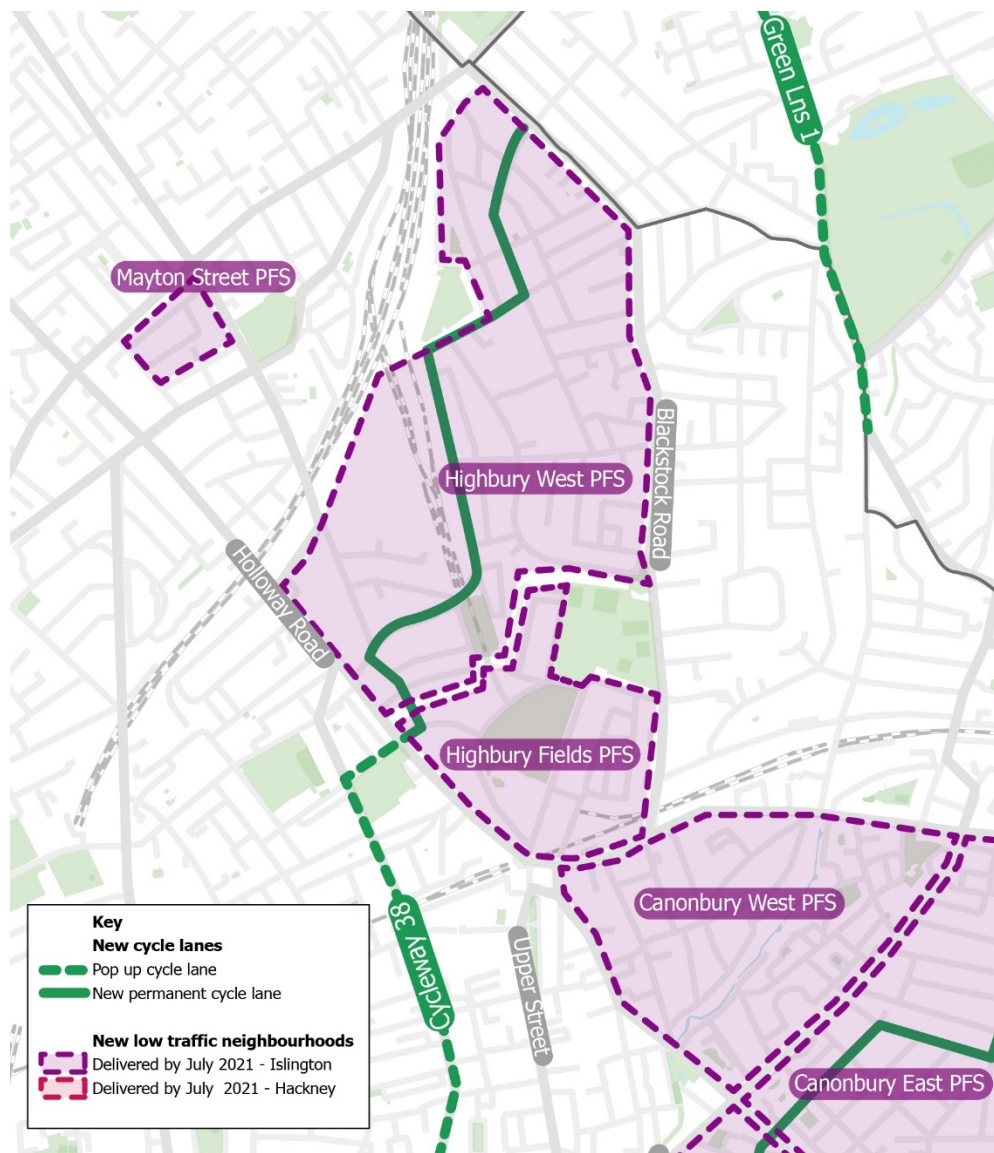 Green Lns 1
Mayton Street PFS
Highbury West PFS
Blackstock Road
Holloway Road
Highbury Fields PFS
Canonbury West PFS
Cycleway 38
Upper Street
Canonbury East PFS
Key
New cycle lanes
Pop up cycle lane
New permanent cycle lane
New low traffic neighbourhoods
Delivered by July 2021 - Islington
Delivered by July 2021 - Hackney